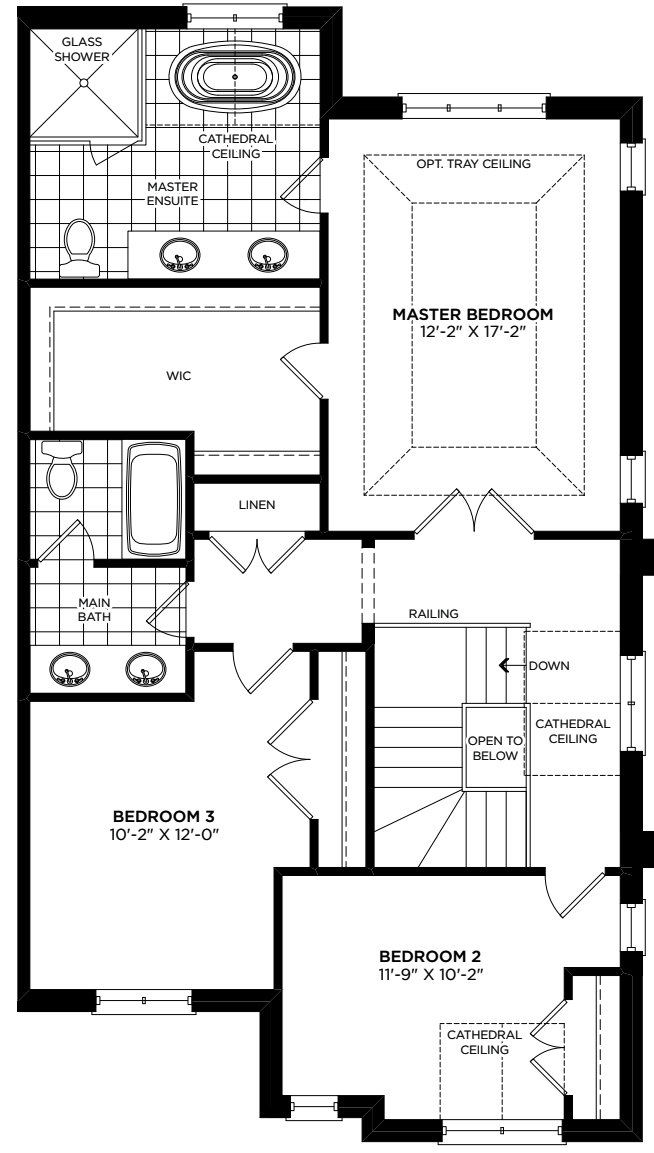 GLASS
SHOWER
CATHEDRAL
CEILING
MASTER
ENSUITE
OPT. TRAY CEILING
MASTER BEDROOM
12'-2" X 17'-2"
WIC
LINEN
MAIN
BATH
RAILING
DOWN
CATHEDRAL
CEILING
OPEN TO
BELOW
BEDROOM 3
10'-2" X 12'-0"
BEDROOM 2
11'-9" X 10'-2"
CATHEDRAL
CEILING